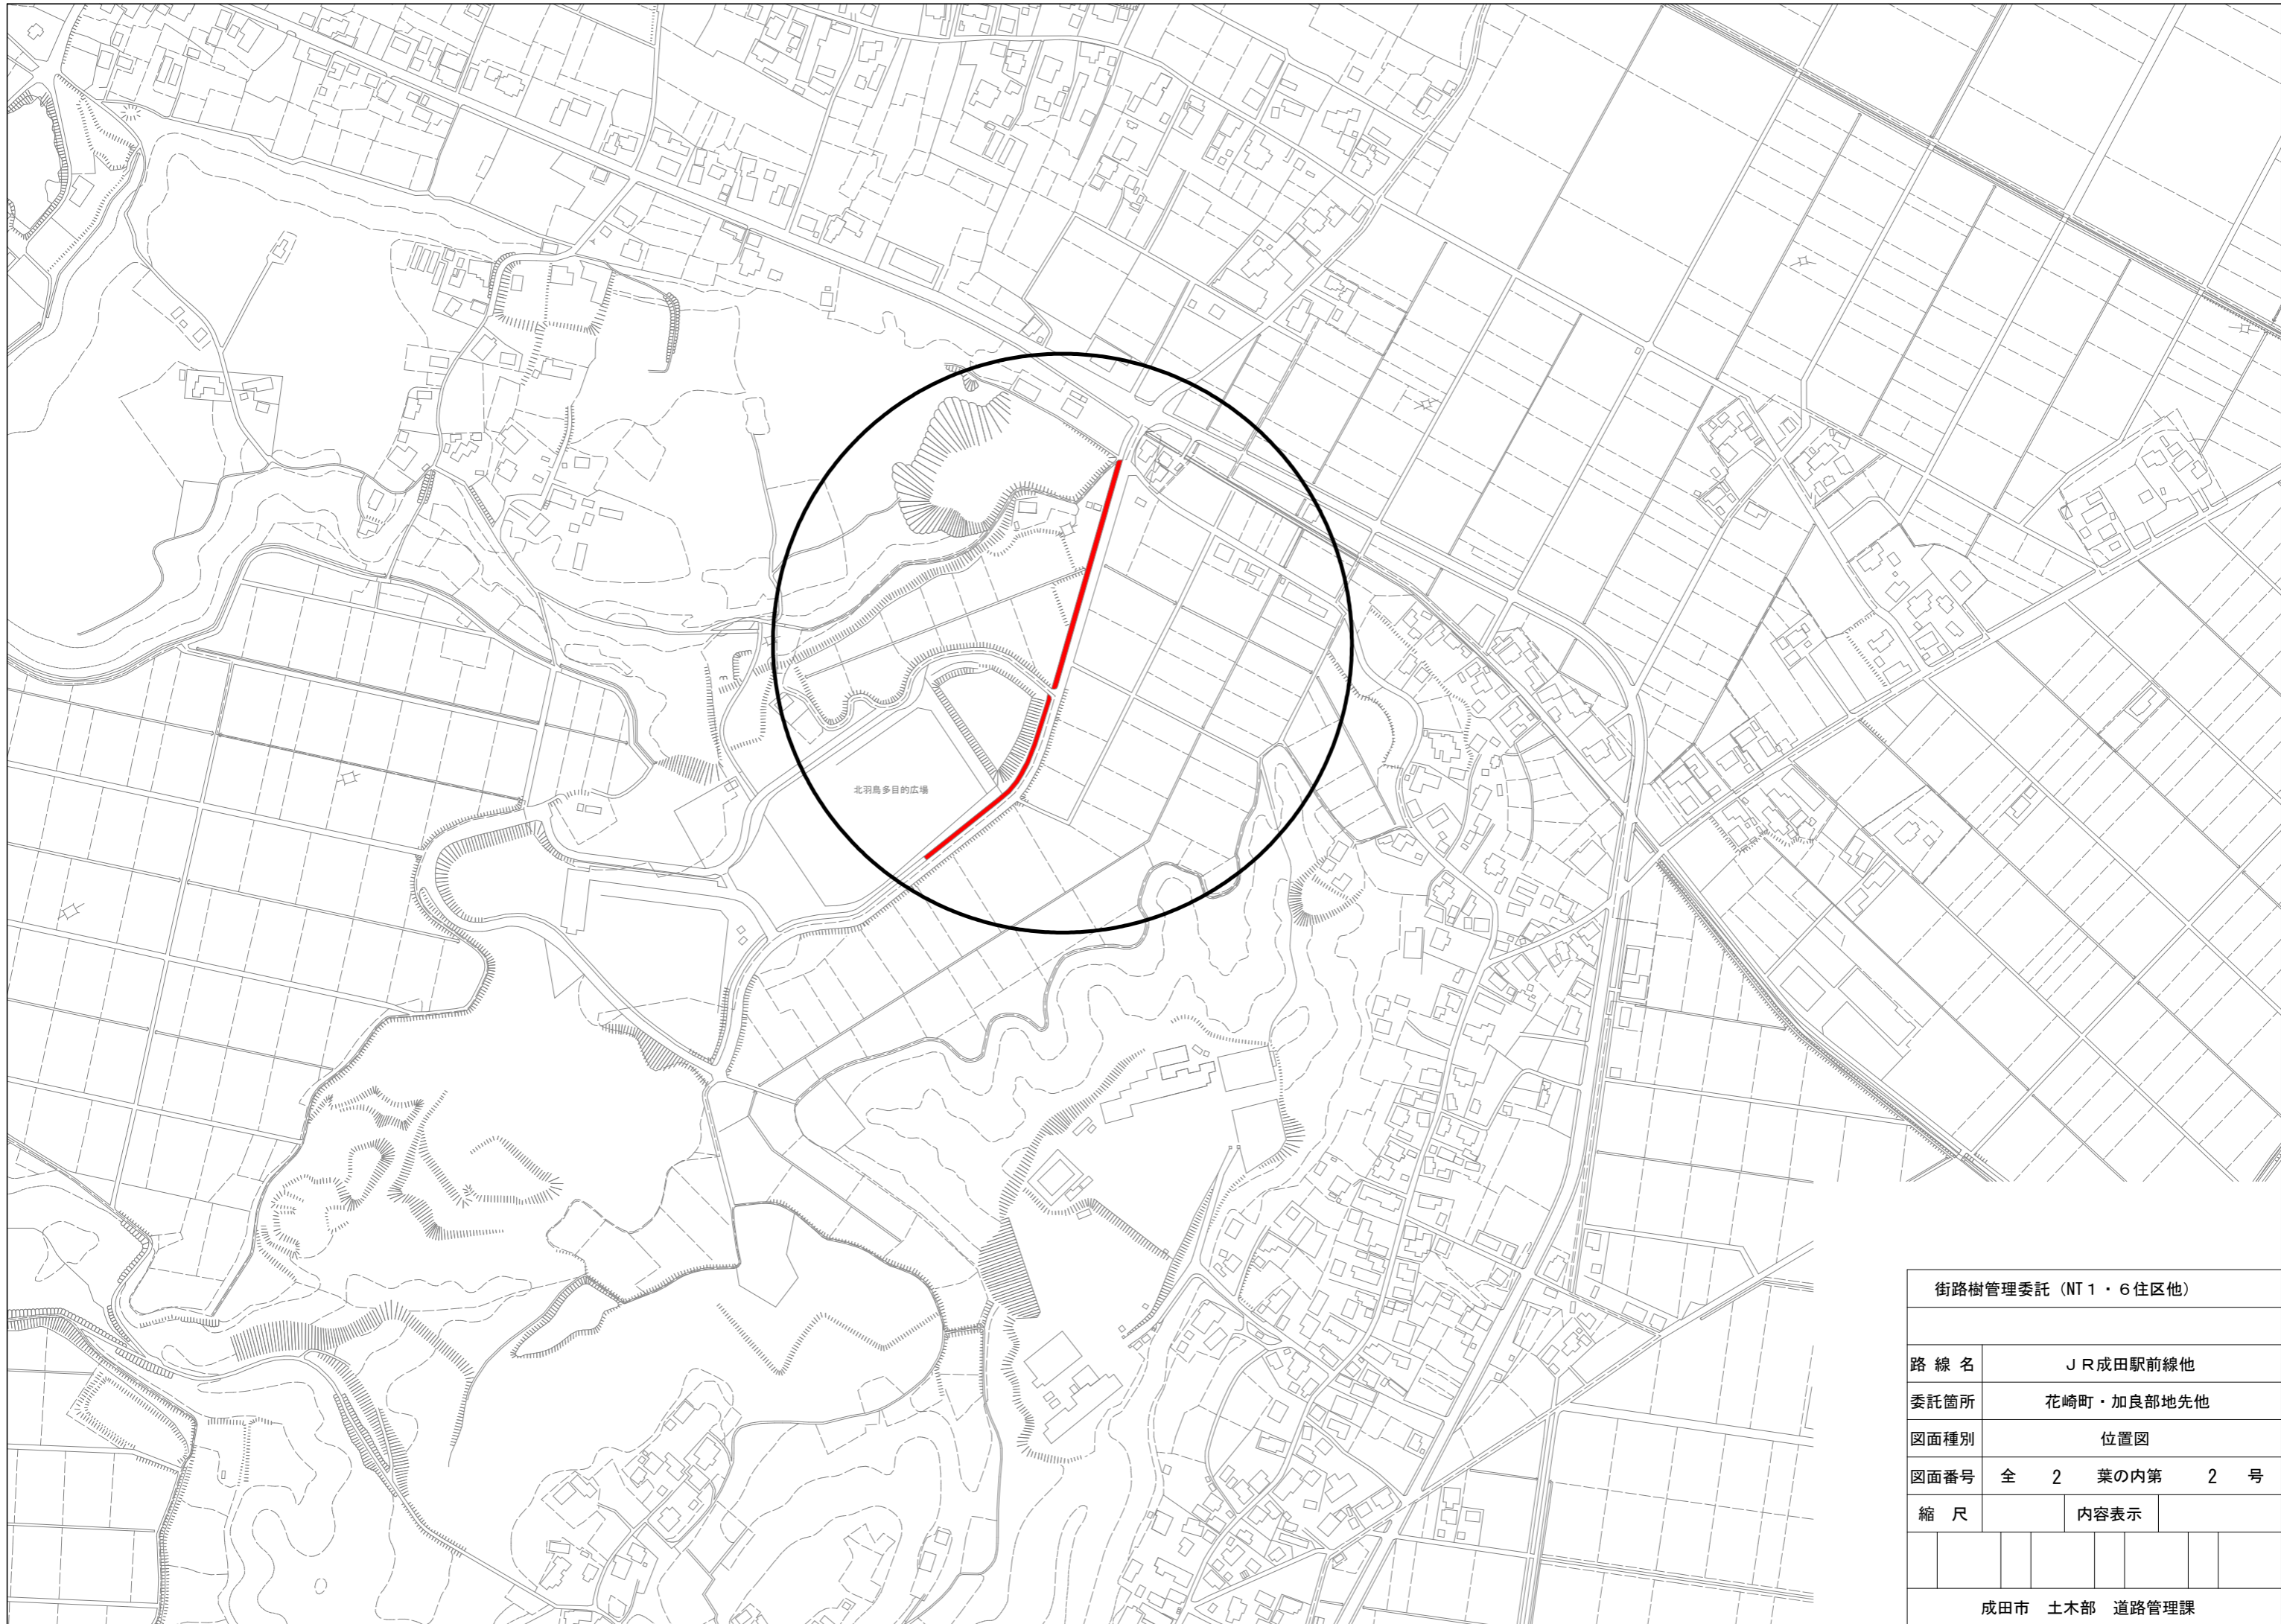 北羽鳥多目的広場
街路樹管理委託（NT１・６住区他）
路線名 ＪＲ成田駅前線他
委託箇所 花崎町・加良部地先他
図面種別 位置図
図面番号 全 2 葉の内第 2 号
縮尺 内容表示
成田市 土木部 道路管理課